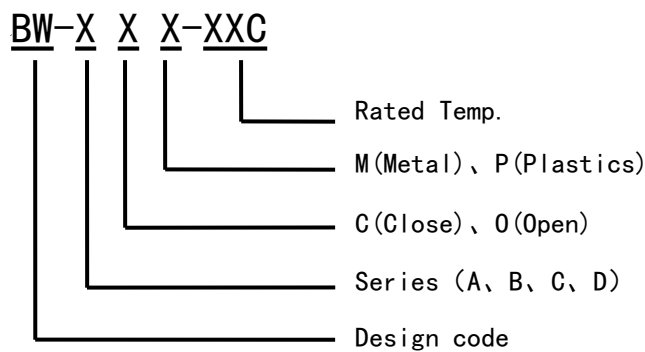 BW-X X X-XXC
Rated Temp.
M(Metal)、P(Plastics)
C(Close)、O(Open)
Series (A、B、C、D)
Design code